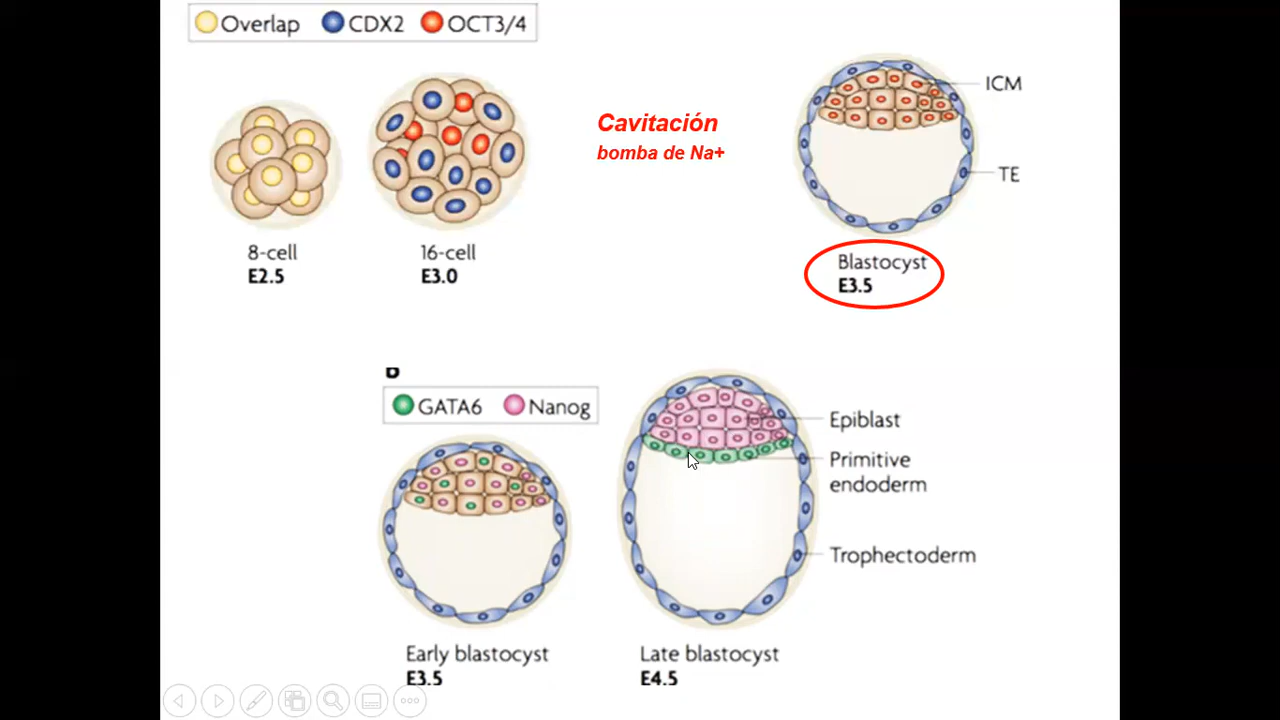 Overlap CDX2 OCT3/4
ICM
Cavitación
bomba de Na+
TE
8-cell
E2.5
16-cell
E3.0
Blastocyst
E3.5
GATA6 Nanog
Epiblast
Primitive
endoderm
Trophectoderm
Early blastocyst
E3.5
Late blastocyst
E4.5